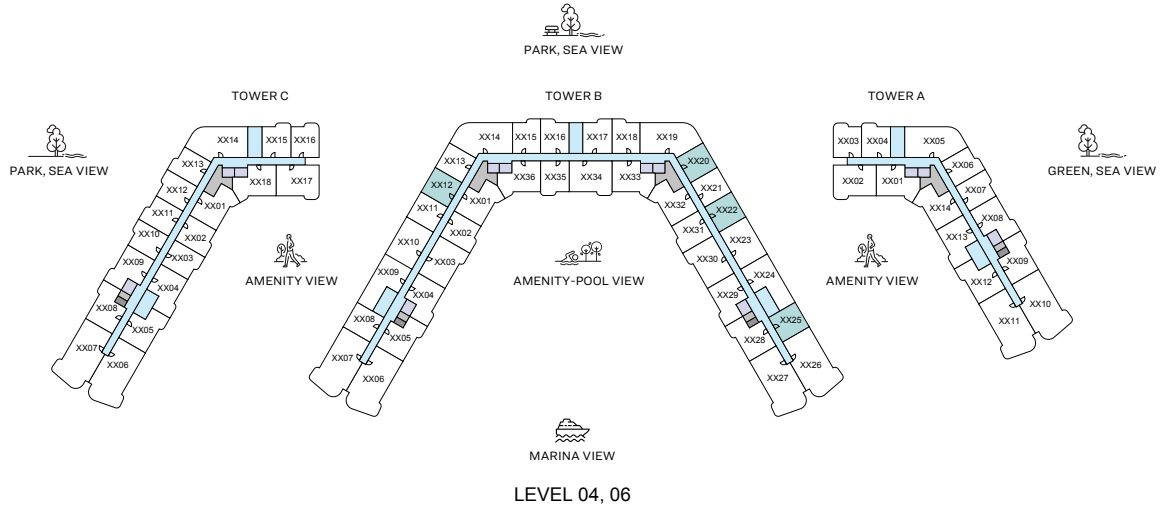 PARK, SEA VIEW
TOWER C
TOWER B
TOWER A
PARK, SEA VIEW
GREEN, SEA VIEW
XX14
XX15
XX16
XX13
XX18
XX17
XX12
XX01
XX11
XX02
XX10
XX03
XX09
XX04
XX08
XX05
XX07
XX06
AMENITY VIEW
XX14
XX15
XX16
XX17
XX18
XX19
XX13
XX36
XX35
XX34
XX33
XX20
XX12
XX01
XX32
XX21
XX11
XX02
XX31
XX22
XX10
XX03
XX30
XX23
XX09
XX04
XX29
XX24
XX08
XX05
XX28
XX25
XX07
XX06
XX27
XX26
AMENITY-POOL VIEW
AMENITY VIEW
XX03
XX04
XX05
XX02
XX01
XX06
XX14
XX07
XX13
XX08
XX12
XX09
XX11
XX10
MARINA VIEW
LEVEL 04, 06